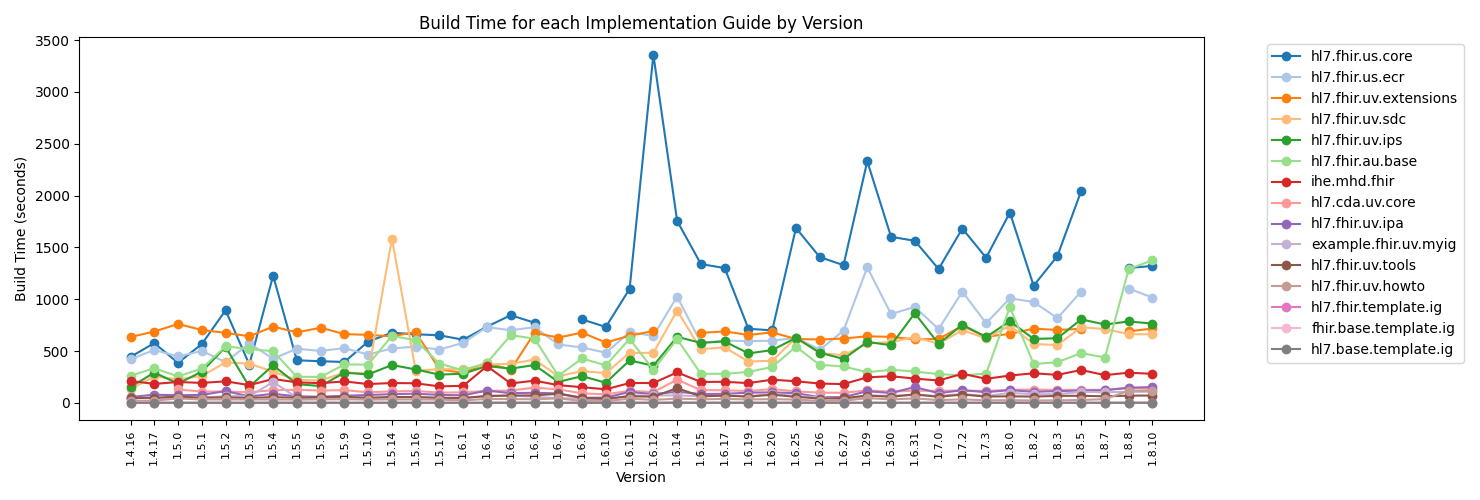 Build Time for each Implementation Guide by Version
Build Time (seconds)
3500
3000
2500
2000
1500
1000
500
0
1.4.16
1.4.17
1.5.0
1.5.1
1.5.2
1.5.3
1.5.4
1.5.5
1.5.6
1.5.9
1.5.10
1.5.14
1.5.16
1.5.17
1.6.1
1.6.4
1.6.5
1.6.6
1.6.7
1.6.8
1.6.10
1.6.11
1.6.12
1.6.14
1.6.15
1.6.17
1.6.19
1.6.20
1.6.25
1.6.26
1.6.27
1.6.29
1.6.30
1.6.31
1.7.0
1.7.2
1.7.3
1.8.0
1.8.2
1.8.3
1.8.5
1.8.7
1.8.8
1.8.10
Version
hl7.fhir.us.core
hl7.fhir.us.ecr
hl7.fhir.uv.extensions
hl7.fhir.uv.sdc
hl7.fhir.uv.ips
hl7.fhir.au.base
ihe.mhd.fhir
hl7.cda.uv.core
hl7.fhir.uv.ipa
example.fhir.uv.myig
hl7.fhir.uv.tools
hl7.fhir.uv.howto
hl7.fhir.template.ig
fhir.base.template.ig
hl7.base.template.ig